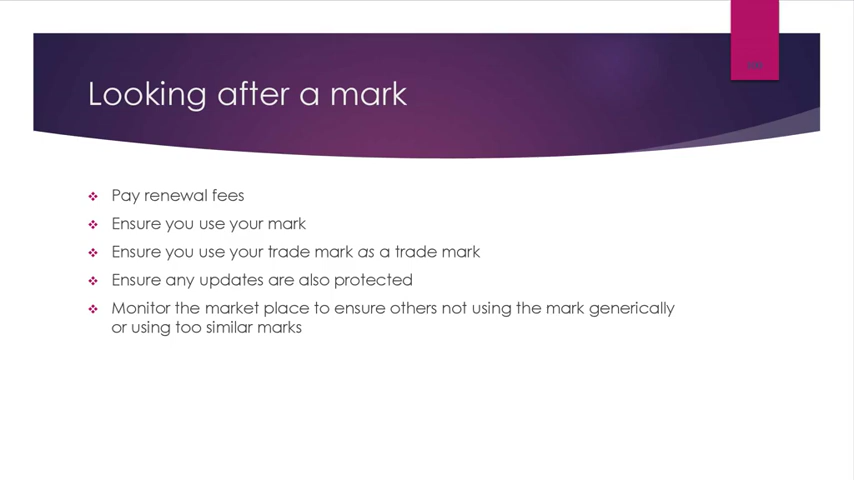 Looking after a mark
Pay renewal fees
Ensure you use your mark
Ensure you use your trade mark as a trade mark
Ensure any updates are also protected
Monitor the market place to ensure others not using the mark generically
or using too similar marks